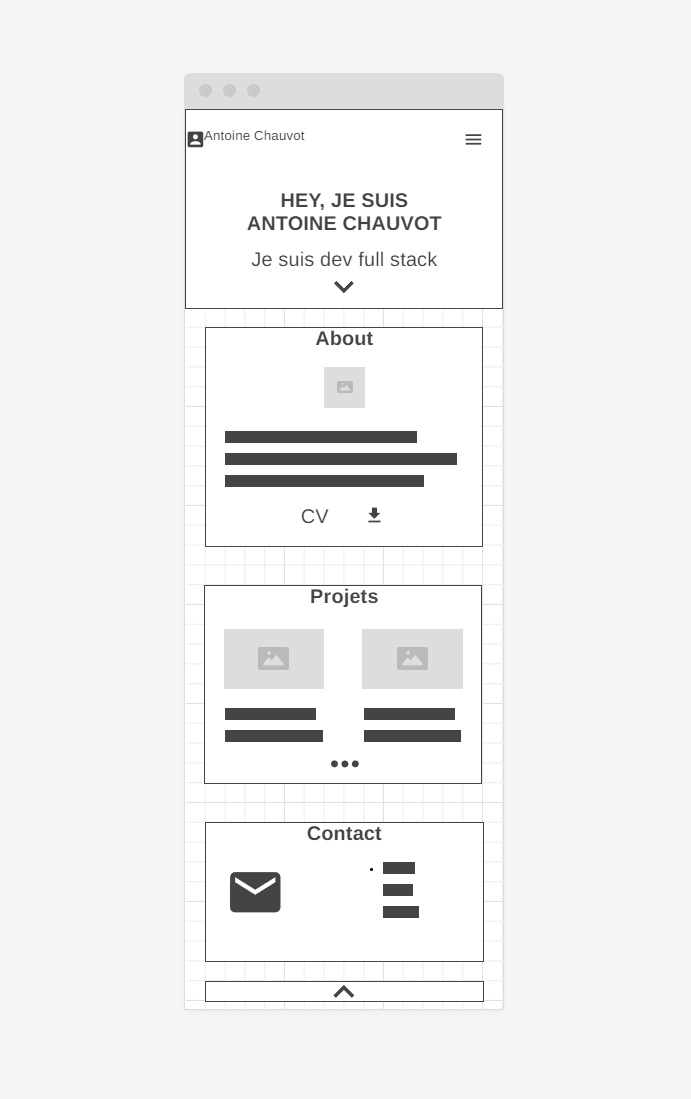 Antoine Chauvot
HEY, JE SUIS
ANTOINE CHAUVOT
Je suis dev full stack
About
CV
Projets
Contact